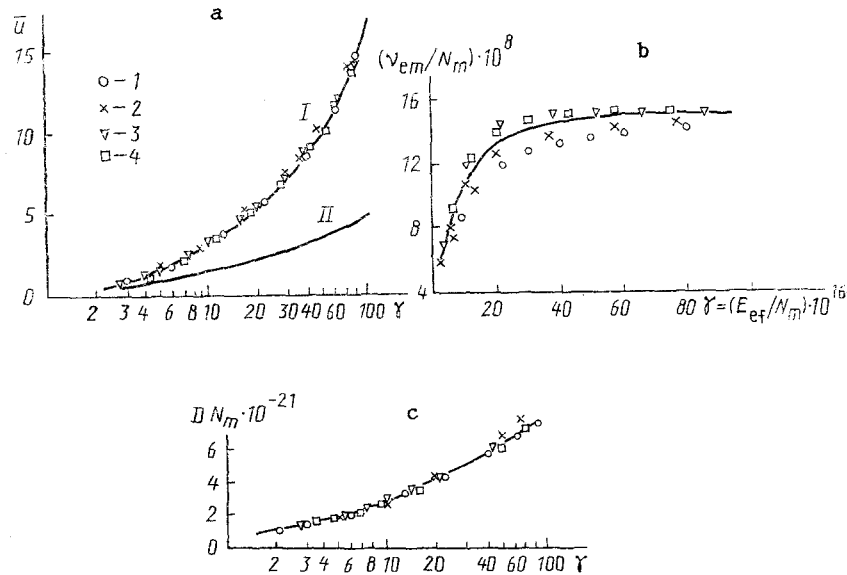 a
ū
15
10
5
0
○ – 1
× – 2
▽ – 3
□ – 4
I
II
2 3 4 6 8 10 20 30 40 60 100 γ
b
(ν_em/N_m)·10^8
16
12
8
4
20 40 60 80 γ=(E_ef/N_m)·10^16
c
D N_m·10^-21
6
4
2
0
2 3 4 6 8 10 20 40 60 100 γ